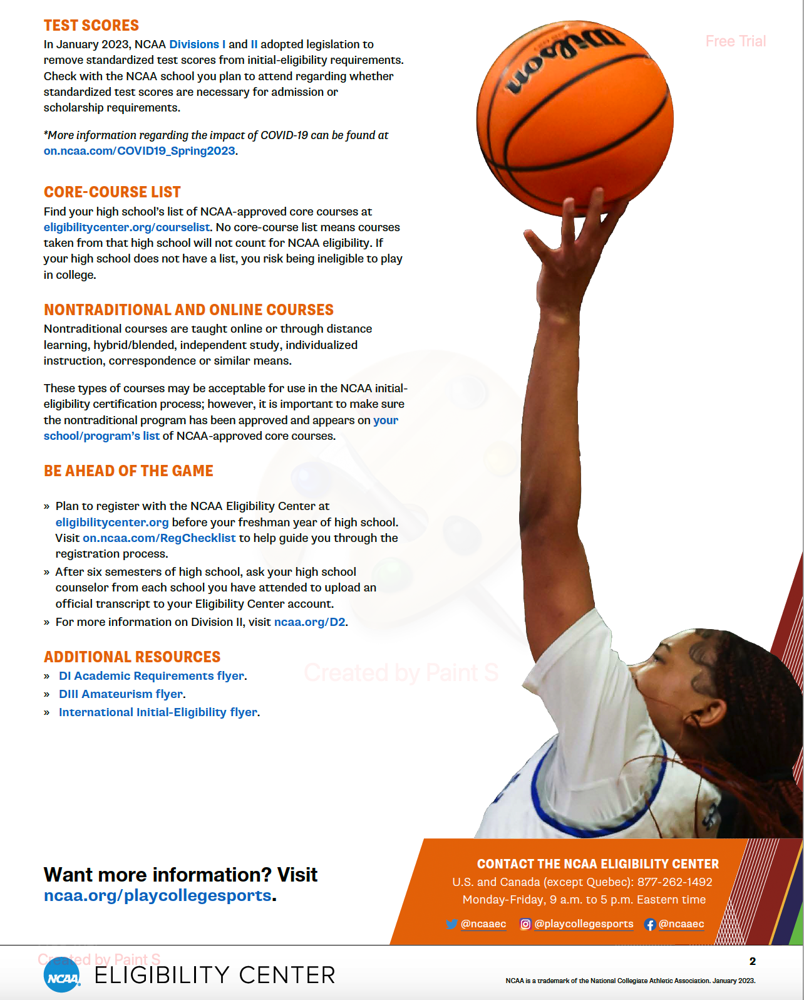 TEST SCORES
In January 2023, NCAA Divisions I and II adopted legislation to
remove standardized test scores from initial-eligibility requirements.
Check with the NCAA school you plan to attend regarding whether
standardized test scores are necessary for admission or
scholarship requirements.
*More information regarding the impact of COVID-19 can be found at
on.ncaa.com/COVID19_Spring2023.
CORE-COURSE LIST
Find your high school's list of NCAA-approved core courses at
eligibilitycenter.org/courselist. No core-course list means courses
taken from that high school will not count for NCAA eligibility. If
your high school does not have a list, you risk being ineligible to play
in college.
NONTRADITIONAL AND ONLINE COURSES
Nontraditional courses are taught online or through distance
learning, hybrid/blended, independent study, individualized
instruction, correspondence or similar means.
These types of courses may be acceptable for use in the NCAA initial-
eligibility certification process; however, it is important to make sure
the nontraditional program has been approved and appears on your
school/program's list of NCAA-approved core courses.
BE AHEAD OF THE GAME
» Plan to register with the NCAA Eligibility Center at
eligibilitycenter.org before your freshman year of high school.
Visit on.ncaa.com/RegChecklist to help guide you through the
registration process.
» After six semesters of high school, ask your high school
counselor from each school you have attended to upload an
official transcript to your Eligibility Center account.
» For more information on Division II, visit ncaa.org/D2.
ADDITIONAL RESOURCES
» DI Academic Requirements flyer.
» DIII Amateurism flyer.
» International Initial-Eligibility flyer.
Want more information? Visit
ncaa.org/playcollegesports.
Wilson
Free Trial
Created by Paint S
CONTACT THE NCAA ELIGIBILITY CENTER
U.S. and Canada (except Quebec): 877-262-1492
Monday-Friday, 9 a.m. to 5 p.m. Eastern time
@ncaaec @playcollegesports @ncaaec
Created by Paint S
NCAA ELIGIBILITY CENTER
2
NCAA is a trademark of the National Collegiate Athletic Association. January 2023.